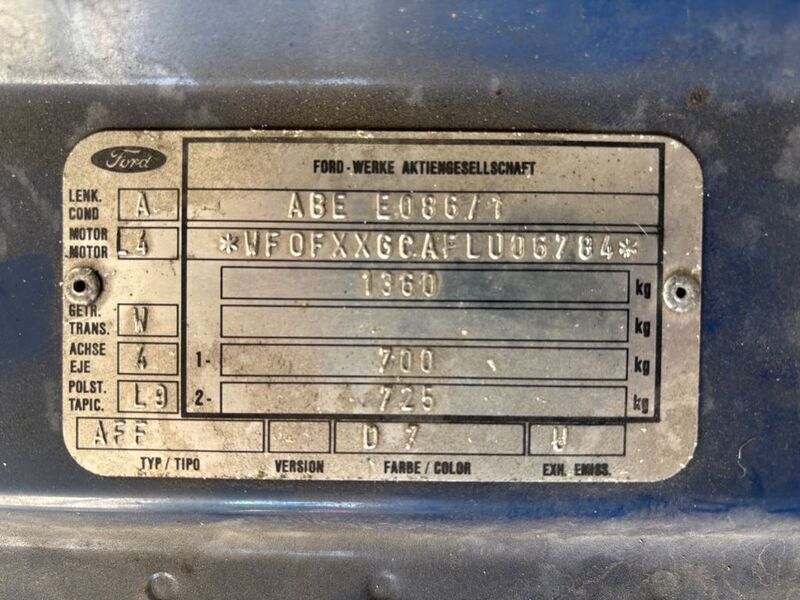 Ford
FORD-WERKE AKTIENGESELLSCHAFT
LENK. COND A
ABE E086/1
MOTOR MOTOR L4
*WF0FXXGCAFLU06784*
1360 kg
GETR. TRANS. W
kg
ACHSE EJE 4
1- 700 kg
POLST. TAPIC. L9
2- 725 kg
AFF D 7 U
TYP / TIPO VERSION FARBE / COLOR EXH. EMISS.